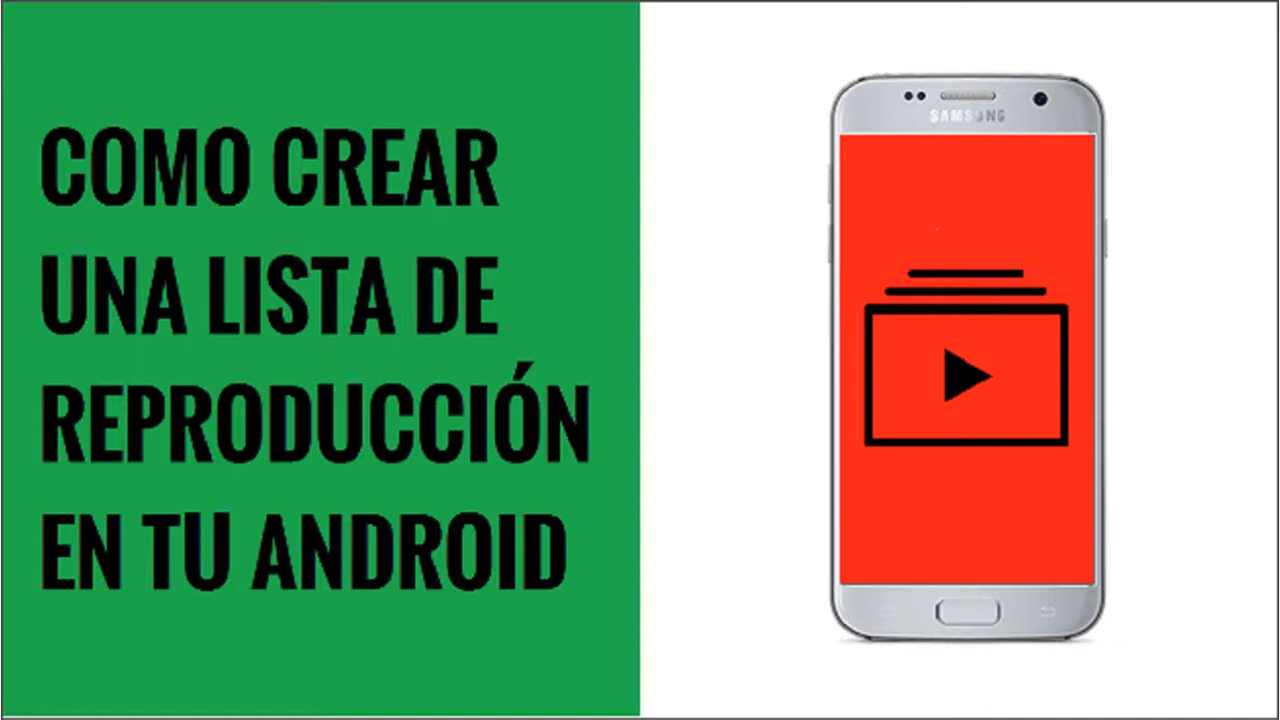 COMO CREAR
UNA LISTA DE
REPRODUCCIÓN
EN TU ANDROID
SAMSUNG